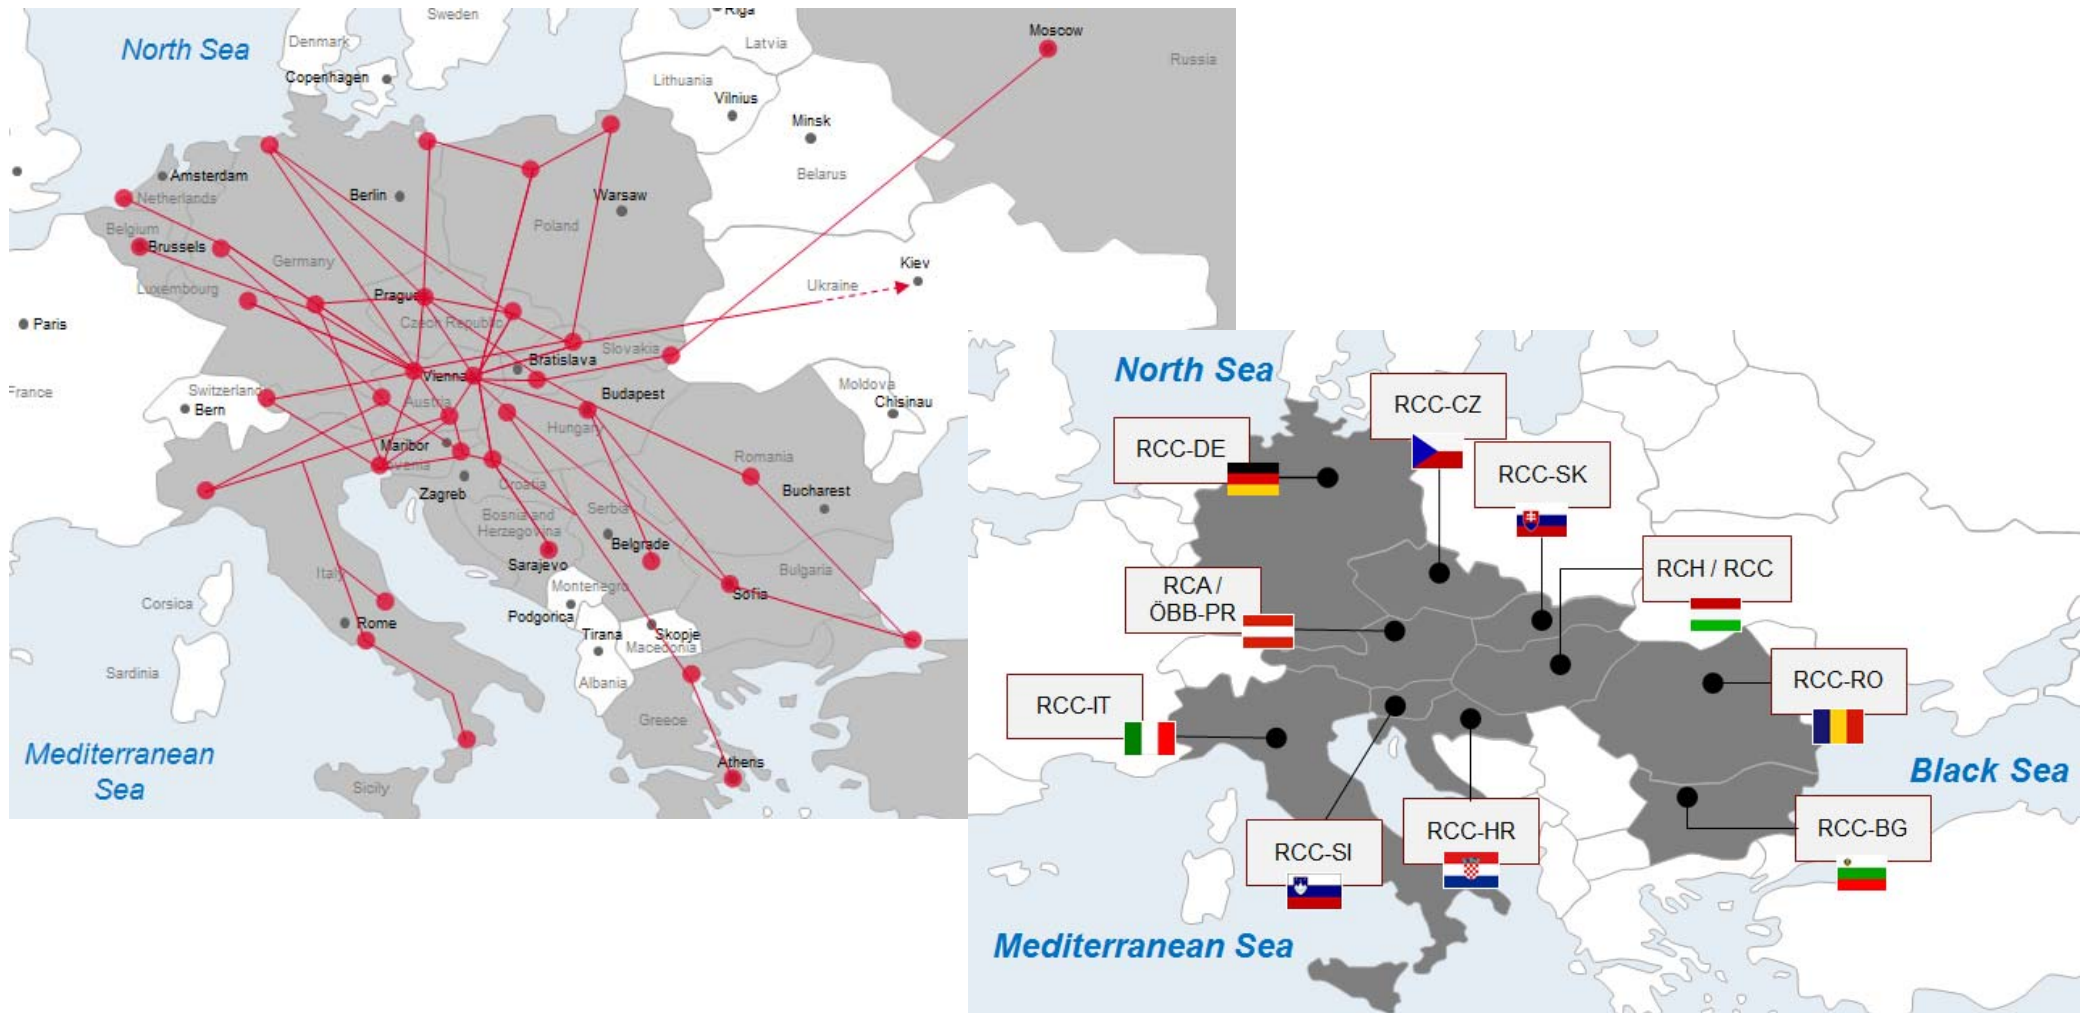 Sweden
Riga
Moscow
North Sea
Denmark
Latvia
Russia
Copenhagen
Lithuania
Vilnius
Minsk
Amsterdam
Belarus
Netherlands
Berlin
Warsaw
Belgium
Poland
Brussels
Germany
Kiev
Luxembourg
Prague
Ukraine
Paris
Czech Republic
Slovakia
Bratislava
Vienna
France
Switzerland
Bern
Austria
Budapest
Moldova
Chisinau
Hungary
Maribor
Slovenia
Romania
Zagreb
Croatia
Bucharest
Bosnia and
Herzegovina
Serbia
Belgrade
Sarajevo
Italy
Montenegro
Bulgaria
Sofia
Corsica
Podgorica
Rome
Tirana
Skopje
Macedonia
Sardinia
Albania
Greece
Mediterranean
Sea
Athens
Sicily
North Sea
RCC-CZ
RCC-DE
RCC-SK
RCH / RCC
RCA /
ÖBB-PR
RCC-IT
RCC-RO
Black Sea
RCC-SI
RCC-HR
RCC-BG
Mediterranean Sea